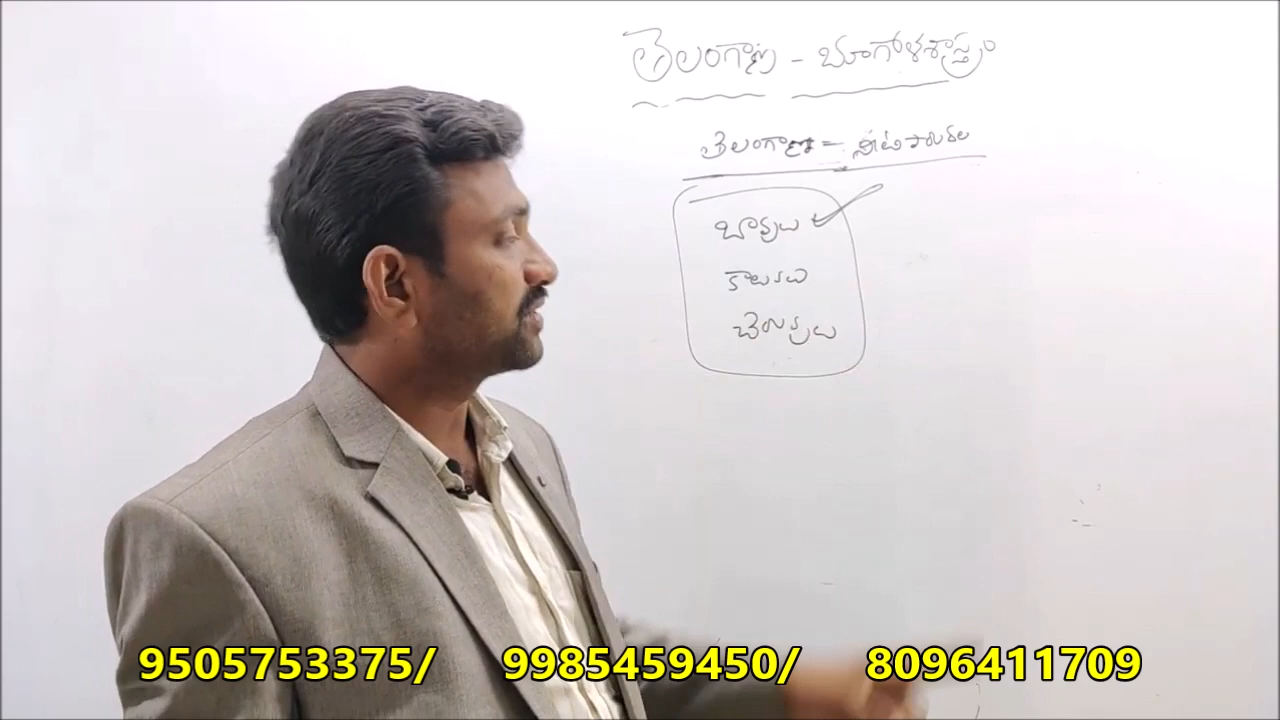 తెలంగాణ - భూగోళశాస్త్రం
తెలంగాణ - నీటిపారుదల
బావులు
కాలువలు
చెరువులు
9505753375/ 9985459450/ 8096411709